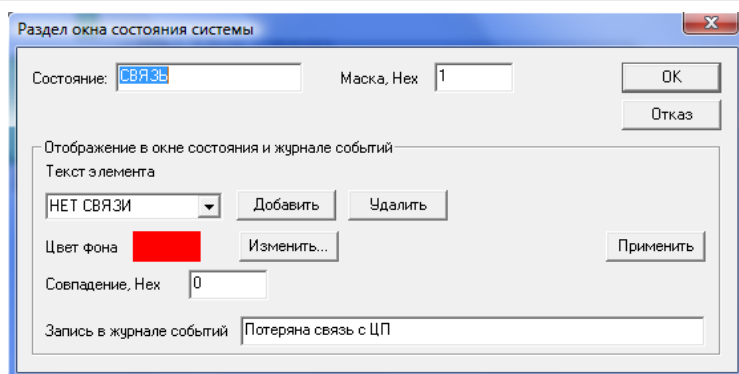 Раздел окна состояния системы
Состояние: СВЯЗЬ Маска, Hex 1 OK
Отказ
Отображение в окне состояния и журнале событий
Текст элемента
НЕТ СВЯЗИ Добавить Удалить
Цвет фона Изменить... Применить
Совпадение, Hex 0
Запись в журнале событий Потеряна связь с ЦП